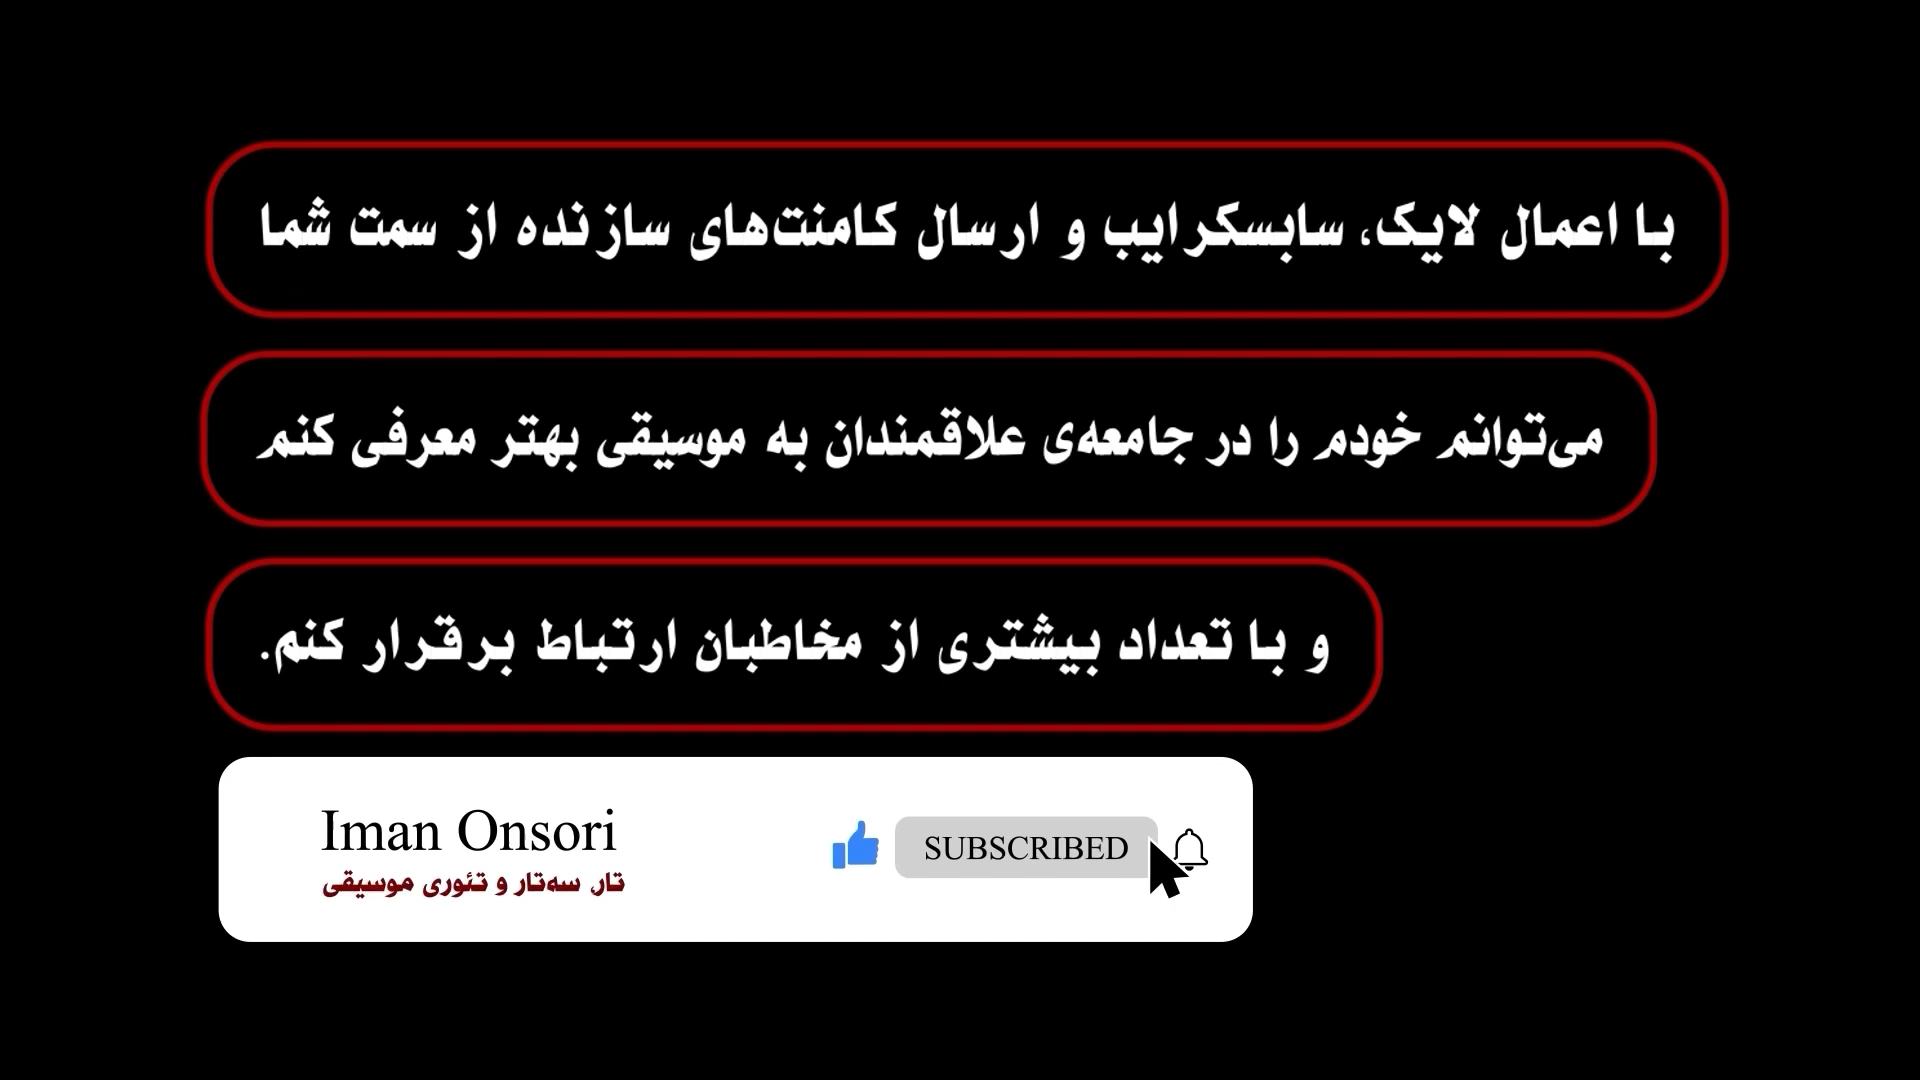 با اعمال لایک، سابسکرایب و ارسال کامنت‌های سازنده از سمت شما
می‌توانم خودم را در جامعه‌ی علاقمندان به موسیقی بهتر معرفی کنم
و با تعداد بیشتری از مخاطبان ارتباط برقرار کنم.
Iman Onsori
تار، سه‌تار و تئوری موسیقی
SUBSCRIBED